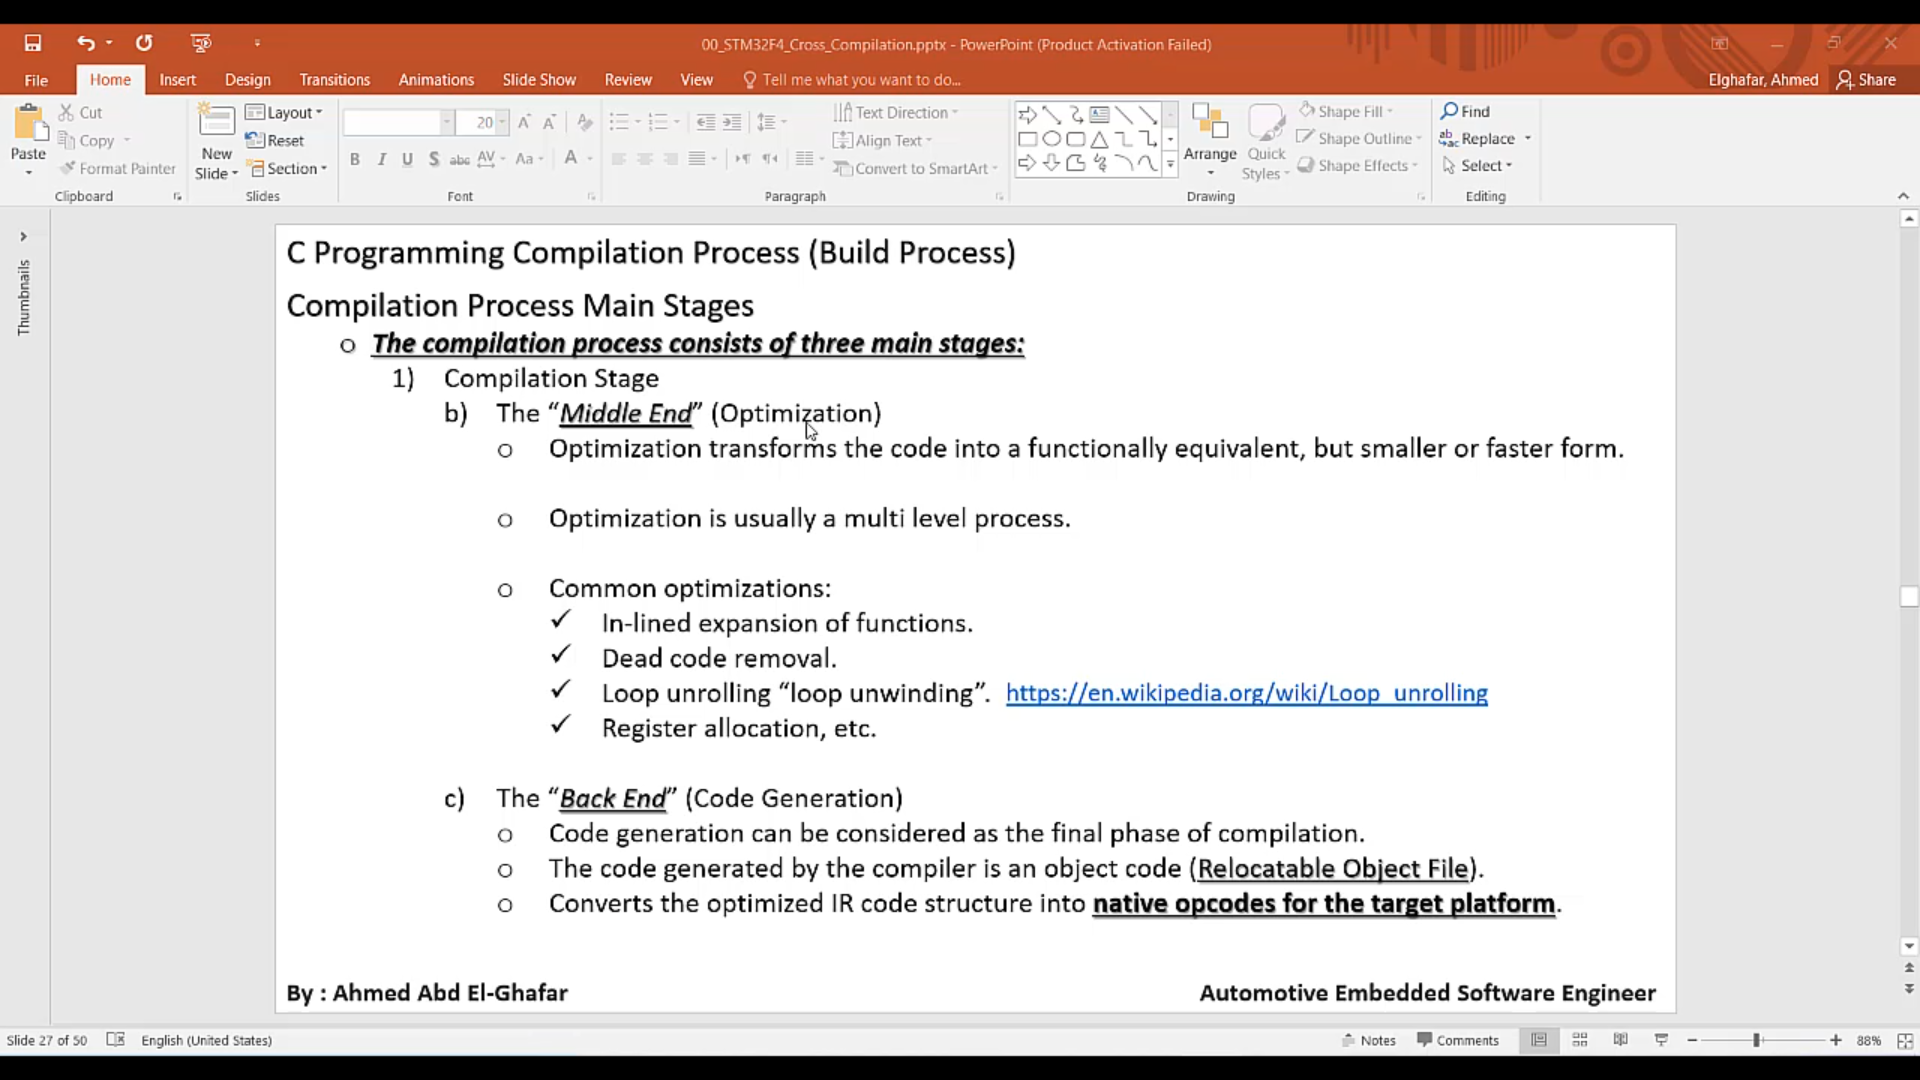 00_STM32F4_Cross_Compilation.pptx - PowerPoint (Product Activation Failed)
File Home Insert Design Transitions Animations Slide Show Review View Tell me what you want to do... Elghafar, Ahmed Share
Paste Cut Copy Format Painter
New Slide Layout Reset Section
20
Text Direction Align Text Convert to SmartArt
Arrange Quick Styles Shape Fill Shape Outline Shape Effects
Find Replace Select
Clipboard Slides Font Paragraph Drawing Editing
Thumbnails
C Programming Compilation Process (Build Process)
Compilation Process Main Stages
o The compilation process consists of three main stages:
1) Compilation Stage
b) The “Middle End” (Optimization)
o Optimization transforms the code into a functionally equivalent, but smaller or faster form.
o Optimization is usually a multi level process.
o Common optimizations:
✓ In-lined expansion of functions.
✓ Dead code removal.
✓ Loop unrolling “loop unwinding”. https://en.wikipedia.org/wiki/Loop_unrolling
✓ Register allocation, etc.
c) The “Back End” (Code Generation)
o Code generation can be considered as the final phase of compilation.
o The code generated by the compiler is an object code (Relocatable Object File).
o Converts the optimized IR code structure into native opcodes for the target platform.
By : Ahmed Abd El-Ghafar Automotive Embedded Software Engineer
Slide 27 of 50 English (United States) Notes Comments 88%